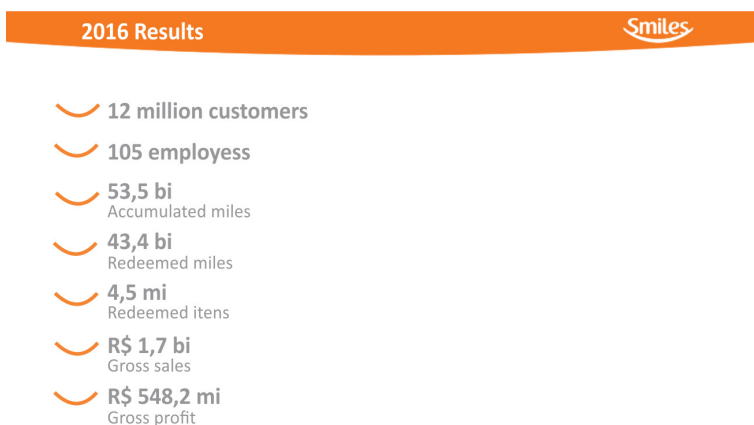 2016 Results
Smiles
12 million customers
105 employess
53,5 bi
Accumulated miles
43,4 bi
Redeemed miles
4,5 mi
Redeemed itens
R$ 1,7 bi
Gross sales
R$ 548,2 mi
Gross profit